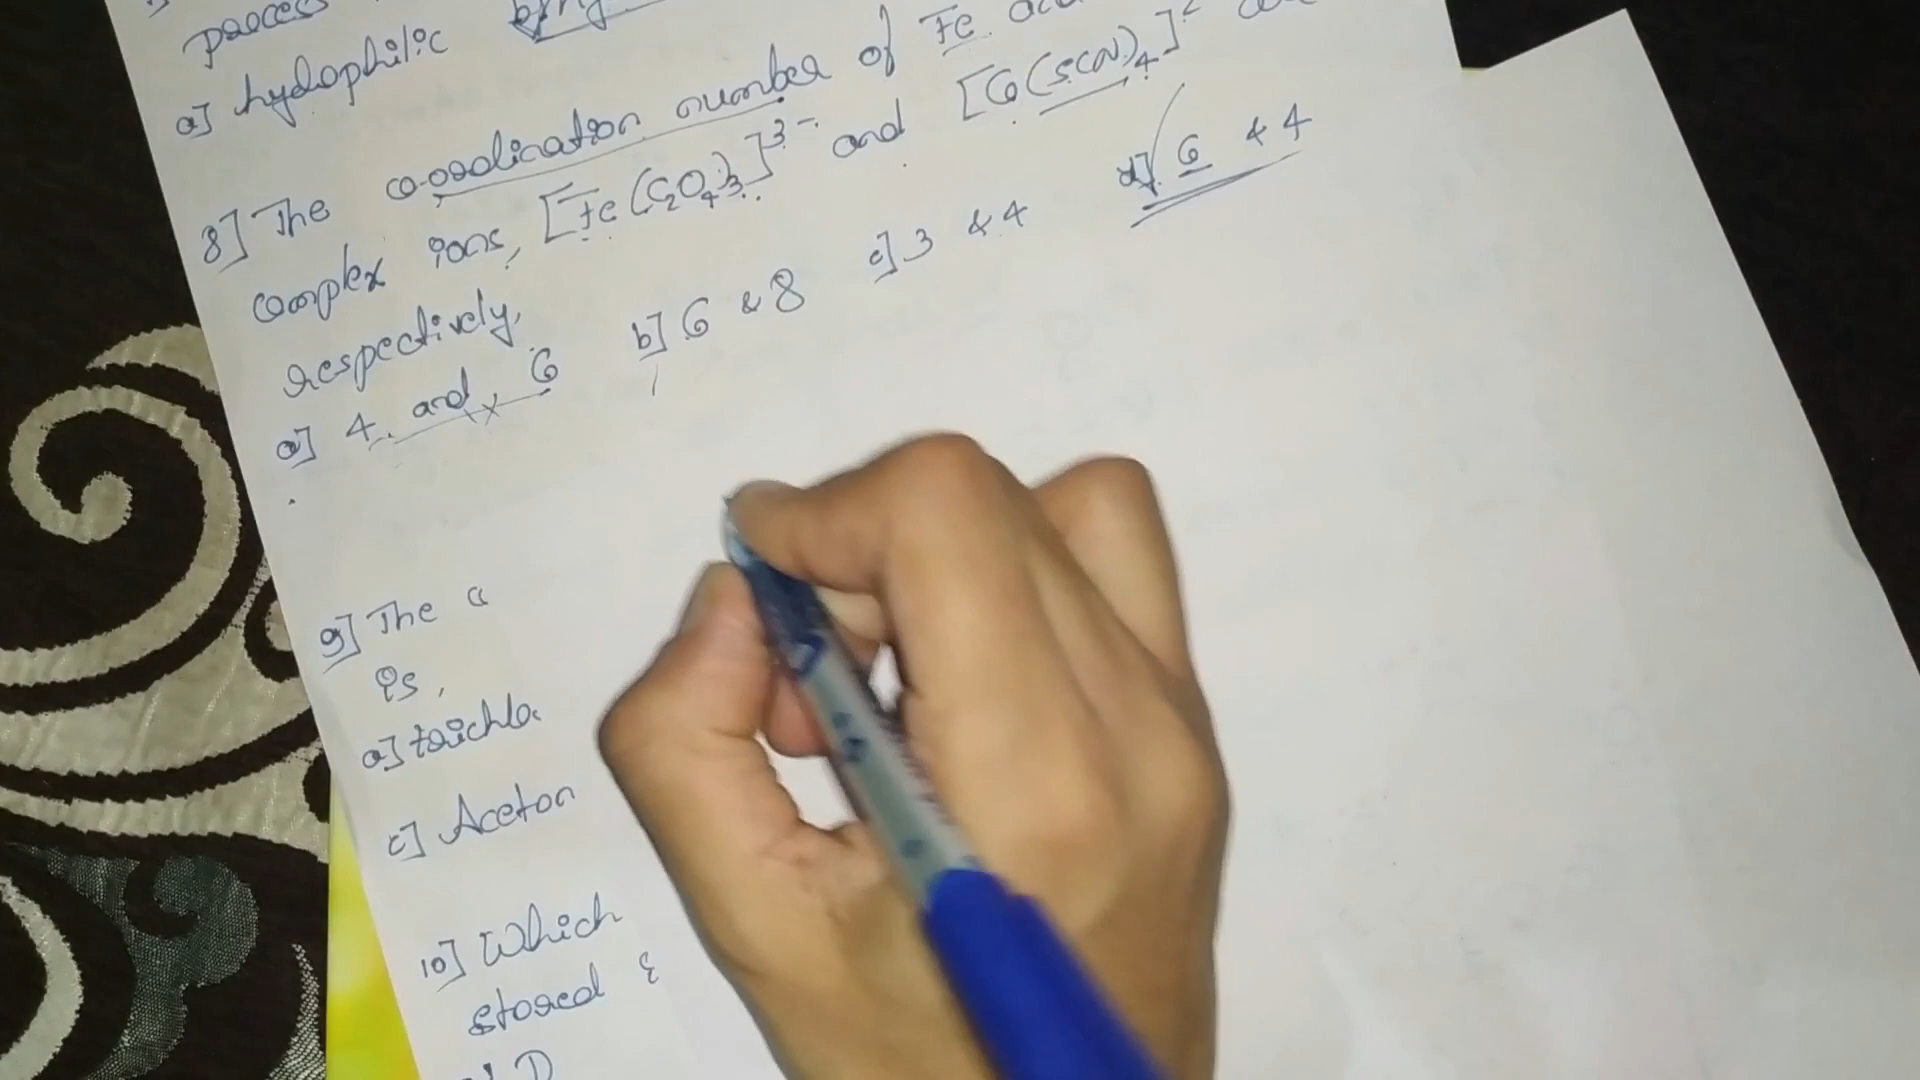 process
a] hydrophilic
8] The co-ordination number of Fe and
complex ions, [Fe(C₂O₄)₃]³⁻ and [Co(SCN)₄]²⁻
respectively,
a] 4 and 6 b] 6 & 8 c] 3 & 4 d] 6 & 4
9] The
is,
a] trichlo
c] Aceton
10] Which
stored